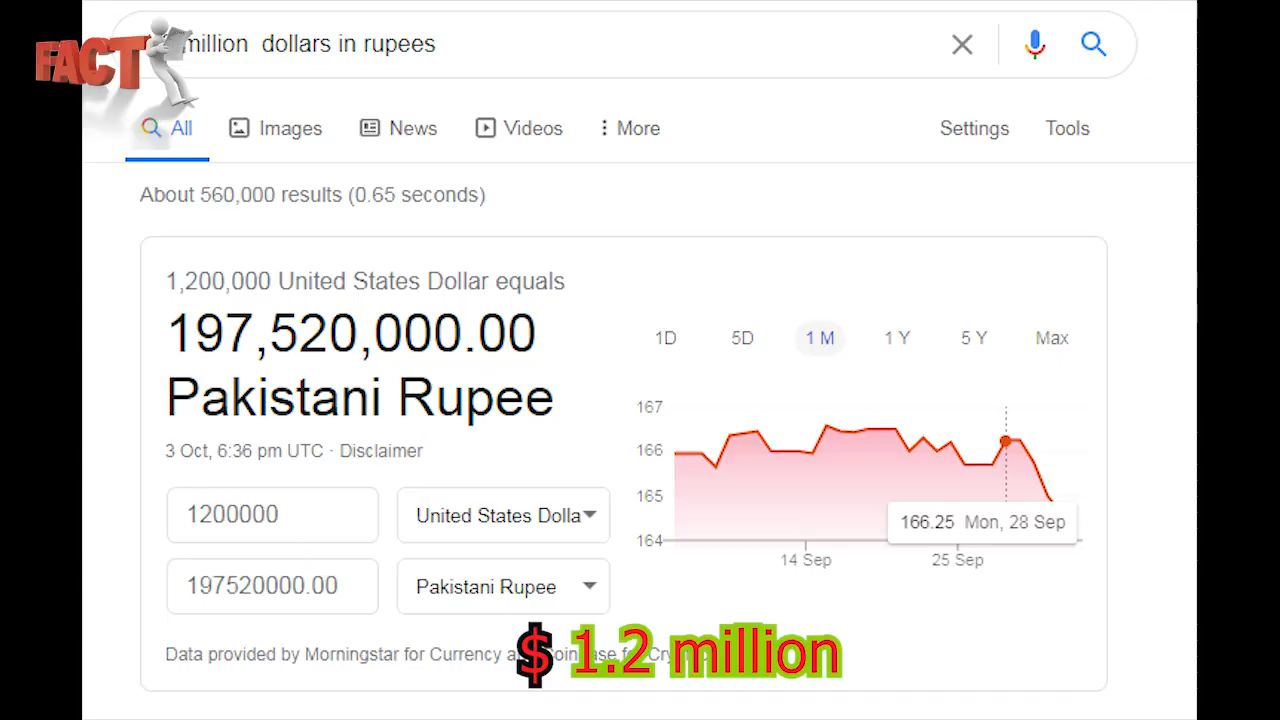 FACT
million dollars in rupees
All Images News Videos More Settings Tools
About 560,000 results (0.65 seconds)
1,200,000 United States Dollar equals
197,520,000.00
Pakistani Rupee
3 Oct, 6:36 pm UTC · Disclaimer
1200000 United States Dolla
197520000.00 Pakistani Rupee
1D 5D 1 M 1 Y 5 Y Max
167
166
165
164
166.25 Mon, 28 Sep
14 Sep 25 Sep
Data provided by Morningstar for Currency
$ 1.2 million